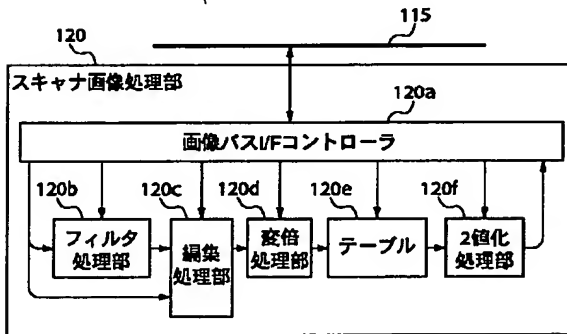 115
120
スキャナ画像処理部
120a
画像バスI/Fコントローラ
120b
120c
120d
120e
120f
フィルタ
処理部
編集
処理部
変倍
処理部
テーブル
2値化
処理部